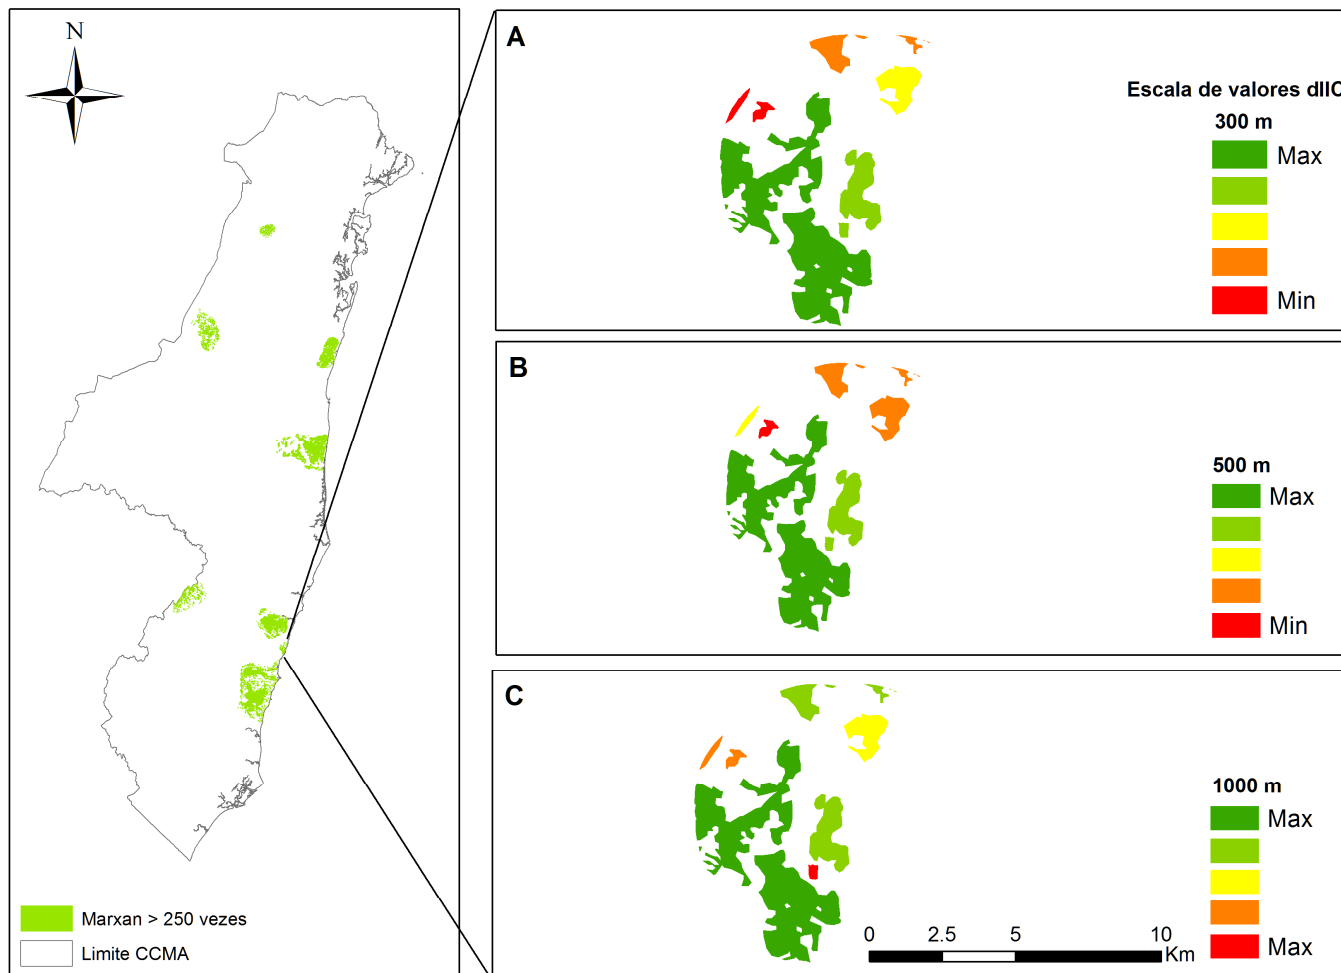 N
Marxan > 250 vezes
Limite CCMA
A
Escala de valores dIIC
300 m
Max
Min
B
500 m
Max
Min
C
1000 m
Max
Max
0 2.5 5 10
Km